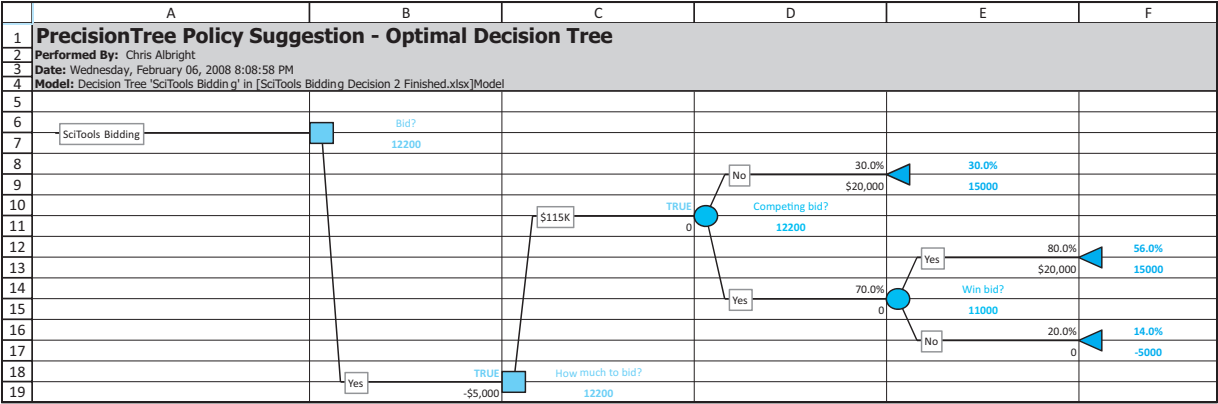 A B C D E F
1 PrecisionTree Policy Suggestion - Optimal Decision Tree
2 Performed By: Chris Albright
3 Date: Wednesday, February 06, 2008 8:08:58 PM
4 Model: Decision Tree 'SciTools Bidding' in [SciTools Bidding Decision 2 Finished.xlsx]Model
5
6 Bid?
SciTools Bidding
7 12200
8 30.0% 30.0%
No
9 $20,000 15000
10 TRUE Competing bid?
$115K
11 0 12200
12 80.0% 56.0%
Yes
13 $20,000 15000
14 70.0% Win bid?
Yes
15 0 11000
16 20.0% 14.0%
No
17 0 -5000
18 TRUE How much to bid?
Yes
19 -$5,000 12200